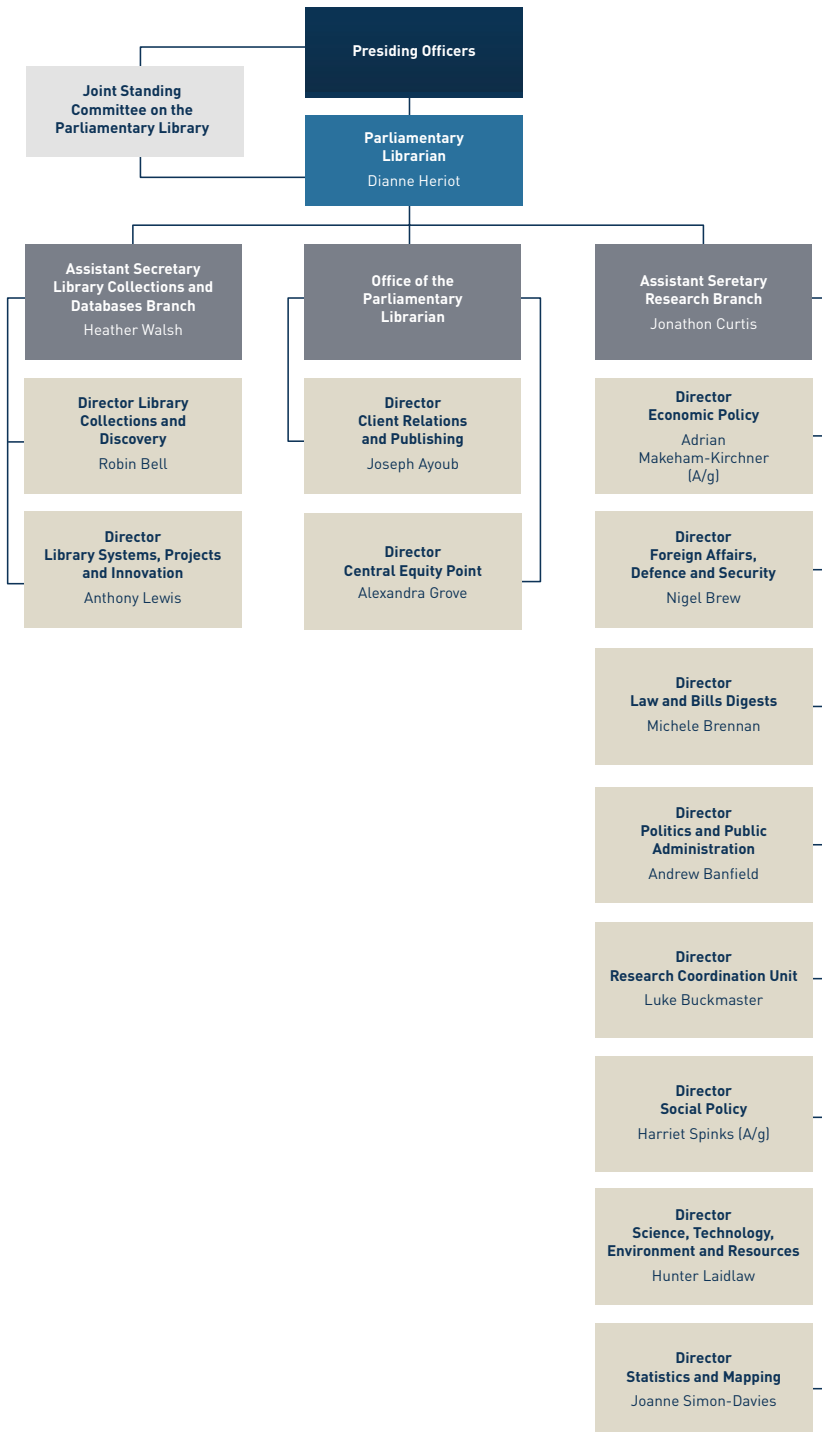 Presiding Officers
Joint Standing
Committee on the
Parliamentary Library
Parliamentary
Librarian
Dianne Heriot
Assistant Secretary
Library Collections and
Databases Branch
Heather Walsh
Office of the
Parliamentary
Librarian
Assistant Seretary
Research Branch
Jonathon Curtis
Director Library
Collections and
Discovery
Robin Bell
Director
Client Relations
and Publishing
Joseph Ayoub
Director
Economic Policy
Adrian
Makeham-Kirchner
(A/g)
Director
Library Systems, Projects
and Innovation
Anthony Lewis
Director
Central Equity Point
Alexandra Grove
Director
Foreign Affairs,
Defence and Security
Nigel Brew
Director
Law and Bills Digests
Michele Brennan
Director
Politics and Public
Administration
Andrew Banfield
Director
Research Coordination Unit
Luke Buckmaster
Director
Social Policy
Harriet Spinks (A/g)
Director
Science, Technology,
Environment and Resources
Hunter Laidlaw
Director
Statistics and Mapping
Joanne Simon-Davies